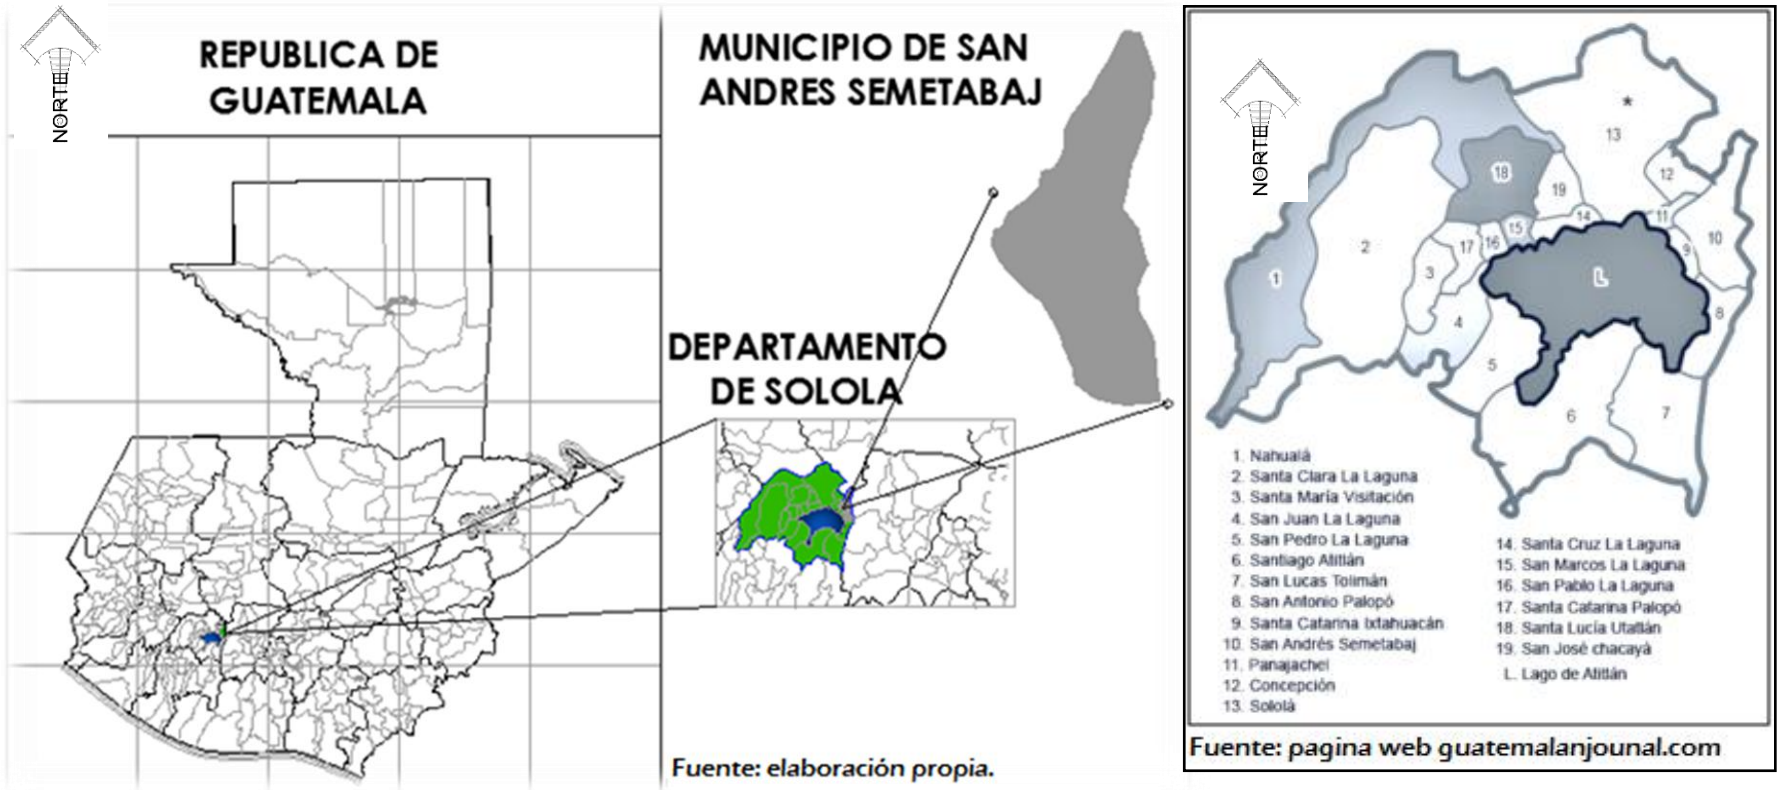 NORTE
REPUBLICA DE
GUATEMALA
MUNICIPIO DE SAN
ANDRES SEMETABAJ
DEPARTAMENTO
DE SOLOLA
Fuente: elaboración propia.
NORTE
*
13
12
18
19
14
11
15
10
2
17
16
9
3
1
L
4
8
5
6
7
1. Nahualá
2. Santa Clara La Laguna
3. Santa María Visitación
4. San Juan La Laguna
5. San Pedro La Laguna
6. Santiago Atitlán
7. San Lucas Tolimán
8. San Antonio Palopó
9. Santa Catarina Ixtahuacán
10. San Andrés Semetabaj
11. Panajachel
12. Concepción
13. Sololá
14. Santa Cruz La Laguna
15. San Marcos La Laguna
16. San Pablo La Laguna
17. Santa Catarina Palopó
18. Santa Lucía Utatlán
19. San José chacayà
L. Lago de Atitlán
Fuente: pagina web guatemalanjounal.com